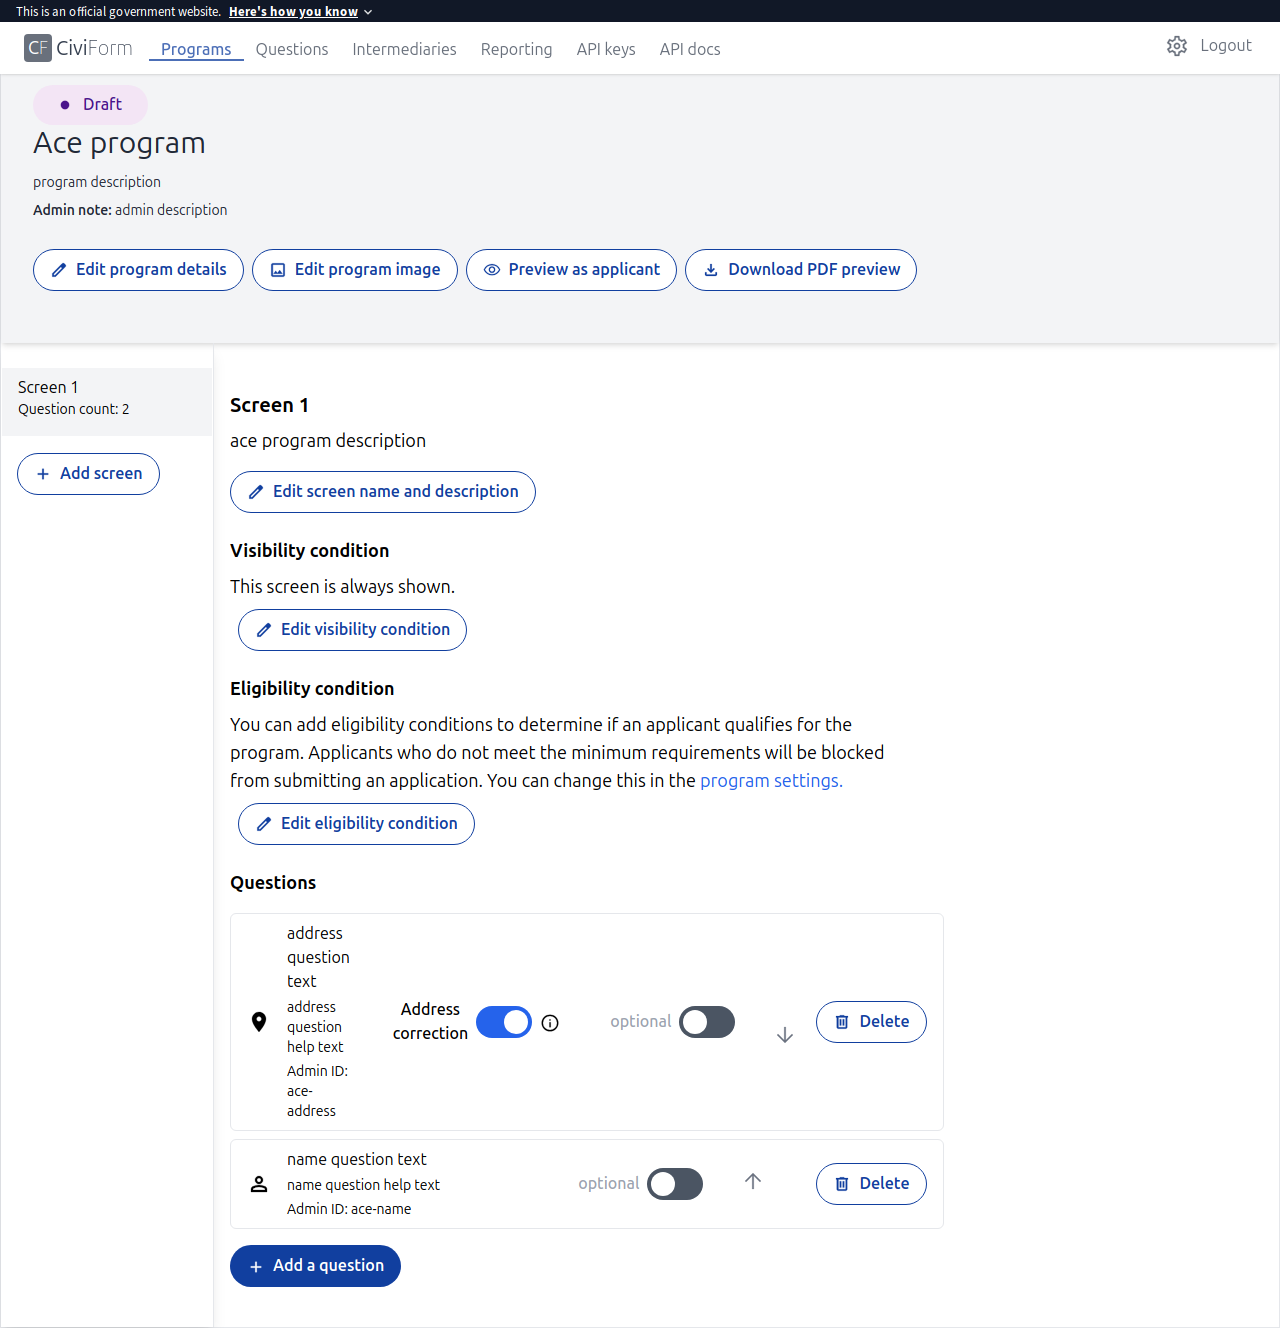 This is an official government website. Here's how you know
CF CiviForm Programs Questions Intermediaries Reporting API keys API docs Logout
Draft
Ace program
program description
Admin note: admin description
Edit program details Edit program image Preview as applicant Download PDF preview
Screen 1
Question count: 2
Add screen
Screen 1
ace program description
Edit screen name and description
Visibility condition
This screen is always shown.
Edit visibility condition
Eligibility condition
You can add eligibility conditions to determine if an applicant qualifies for the
program. Applicants who do not meet the minimum requirements will be blocked
from submitting an application. You can change this in the program settings.
Edit eligibility condition
Questions
address
question
text
address
question
help text
Admin ID:
ace-
address
Address
correction
optional
Delete
name question text
name question help text
Admin ID: ace-name
optional
Delete
Add a question